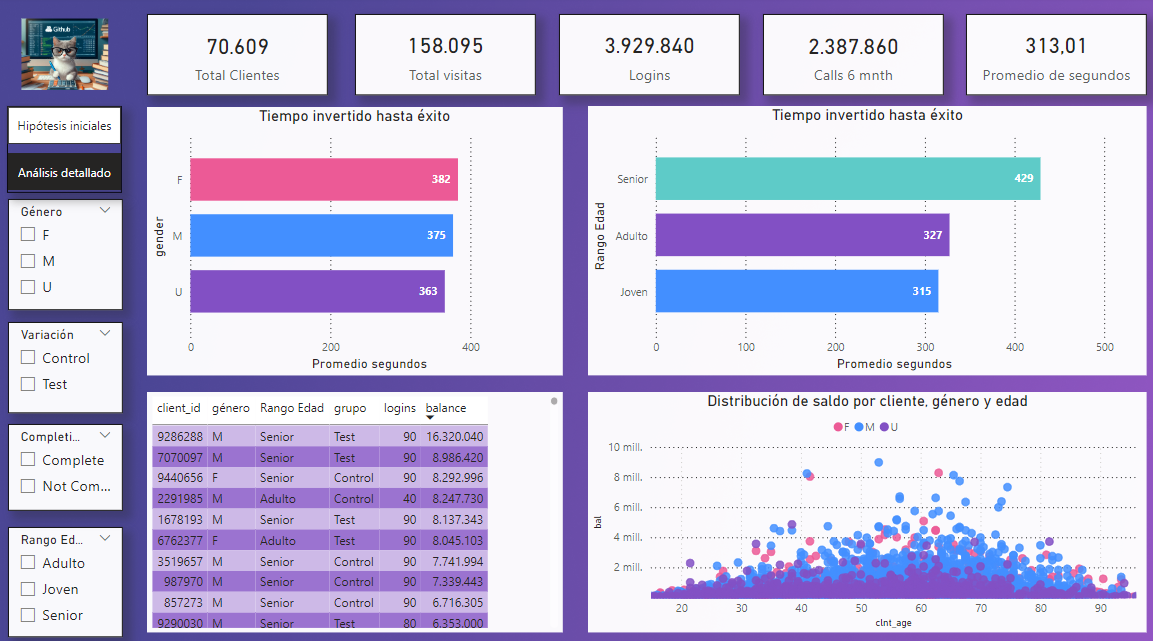 Github
70.609
Total Clientes
158.095
Total visitas
3.929.840
Logins
2.387.860
Calls 6 mnth
313,01
Promedio de segundos
Hipótesis iniciales
Análisis detallado
Género
F
M
U
Variación
Control
Test
Completi...
Complete
Not Com...
Rango Ed...
Adulto
Joven
Senior
Tiempo invertido hasta éxito
gender
F
382
M
375
U
363
0 200 400
Promedio segundos
Tiempo invertido hasta éxito
Rango Edad
Senior
429
Adulto
327
Joven
315
0 100 200 300 400 500
Promedio segundos
client_id género Rango Edad grupo logins balance
9286288 M Senior Test 90 16.320.040
7070097 M Senior Test 90 8.986.420
9440656 F Senior Control 90 8.292.996
2291985 M Adulto Control 40 8.247.730
1678193 M Senior Test 90 8.137.343
6762377 F Adulto Test 90 8.045.103
3519657 M Senior Control 90 7.741.994
987970 M Senior Control 90 7.339.443
857273 M Senior Control 90 6.716.305
9290030 M Senior Test 80 6.353.000
Distribución de saldo por cliente, género y edad
F M U
bal
10 mill.
8 mill.
6 mill.
4 mill.
2 mill.
20 30 40 50 60 70 80 90
clnt_age